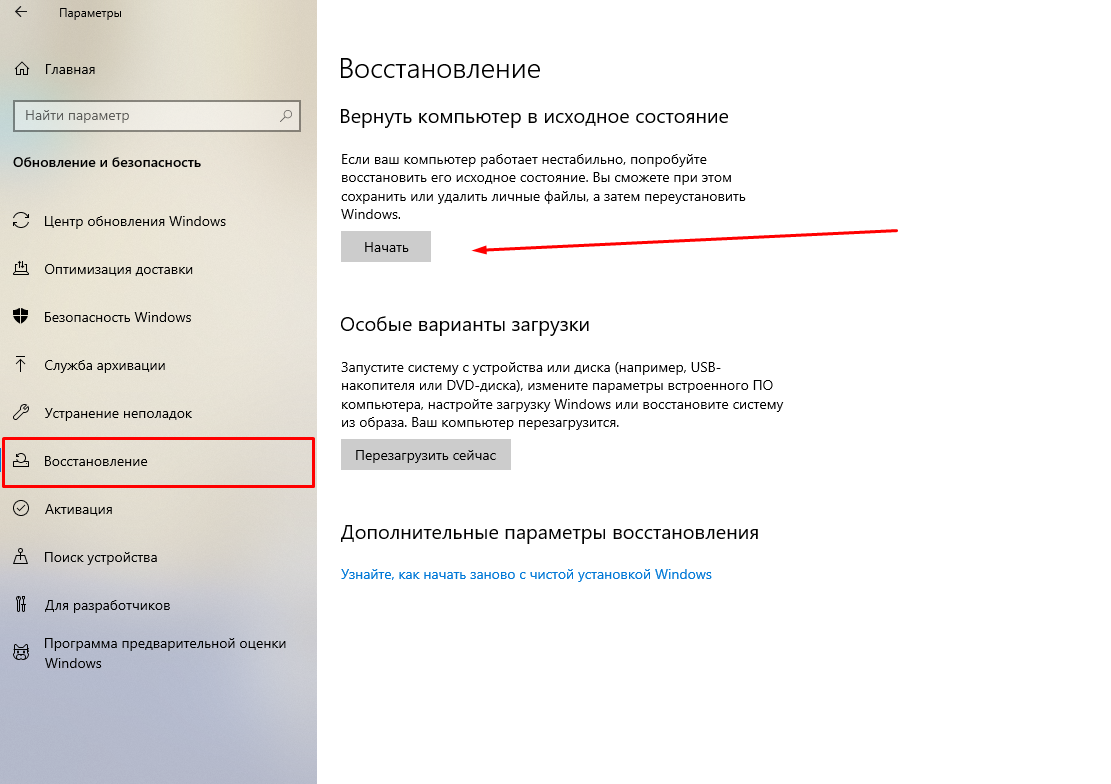 Параметры
Главная
Найти параметр
Обновление и безопасность
Центр обновления Windows
Оптимизация доставки
Безопасность Windows
Служба архивации
Устранение неполадок
Восстановление
Активация
Поиск устройства
Для разработчиков
Программа предварительной оценки
Windows
Восстановление
Вернуть компьютер в исходное состояние
Если ваш компьютер работает нестабильно, попробуйте
восстановить его исходное состояние. Вы сможете при этом
сохранить или удалить личные файлы, а затем переустановить
Windows.
Начать
Особые варианты загрузки
Запустите систему с устройства или диска (например, USB-
накопителя или DVD-диска), измените параметры встроенного ПО
компьютера, настройте загрузку Windows или восстановите систему
из образа. Ваш компьютер перезагрузится.
Перезагрузить сейчас
Дополнительные параметры восстановления
Узнайте, как начать заново с чистой установкой Windows